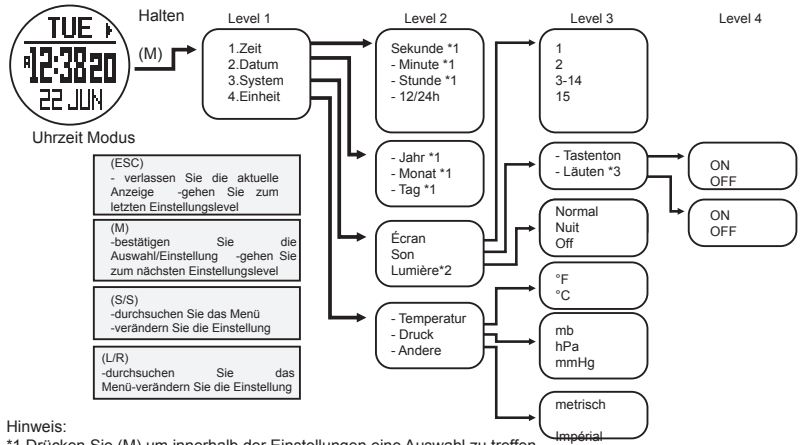 Halten
Level 1
Level 2
Level 3
Level 4
TUE
(M)
A12:38 20
22 JUN
Uhrzeit Modus
1.Zeit
2.Datum
3.System
4.Einheit
Sekunde *1
- Minute *1
- Stunde *1
- 12/24h
1
2
3-14
15
- Jahr *1
- Monat *1
- Tag *1
- Tastenton
- Läuten *3
ON
OFF
ON
OFF
Écran
Son
Lumière*2
Normal
Nuit
Off
- Temperatur
- Druck
- Andere
°F
°C
mb
hPa
mmHg
metrisch
Impérial
(ESC)
- verlassen Sie die aktuelle
Anzeige -gehen Sie zum
letzten Einstellungslevel
(M)
-bestätigen Sie die
Auswahl/Einstellung -gehen Sie
zum nächsten Einstellungslevel
(S/S)
-durchsuchen Sie das Menü
-verändern Sie die Einstellung
(L/R)
-durchsuchen Sie das
Menü-verändern Sie die Einstellung
Hinweis:
*1 Drücken Sie (M) um innerhalb der Einstellungen eine Auswahl zu treffen